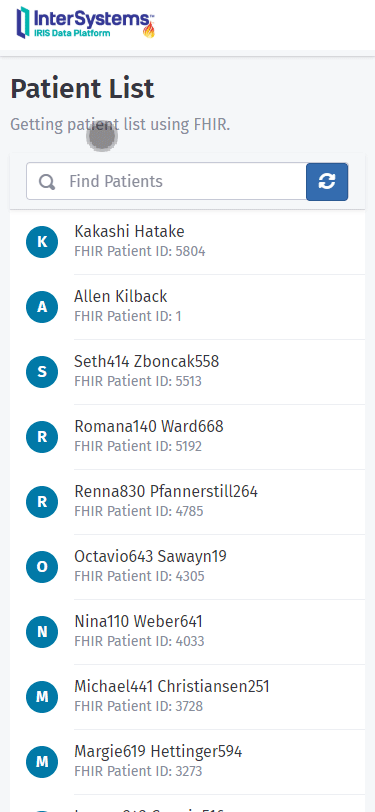 InterSystems
IRIS Data Platform
Patient List
Getting patient list using FHIR.
Find Patients
K
Kakashi Hatake
FHIR Patient ID: 5804
A
Allen Kilback
FHIR Patient ID: 1
S
Seth414 Zboncak558
FHIR Patient ID: 5513
R
Romana140 Ward668
FHIR Patient ID: 5192
R
Renna830 Pfannerstill264
FHIR Patient ID: 4785
O
Octavio643 Sawayn19
FHIR Patient ID: 4305
N
Nina110 Weber641
FHIR Patient ID: 4033
M
Michael441 Christiansen251
FHIR Patient ID: 3728
M
Margie619 Hettinger594
FHIR Patient ID: 3273